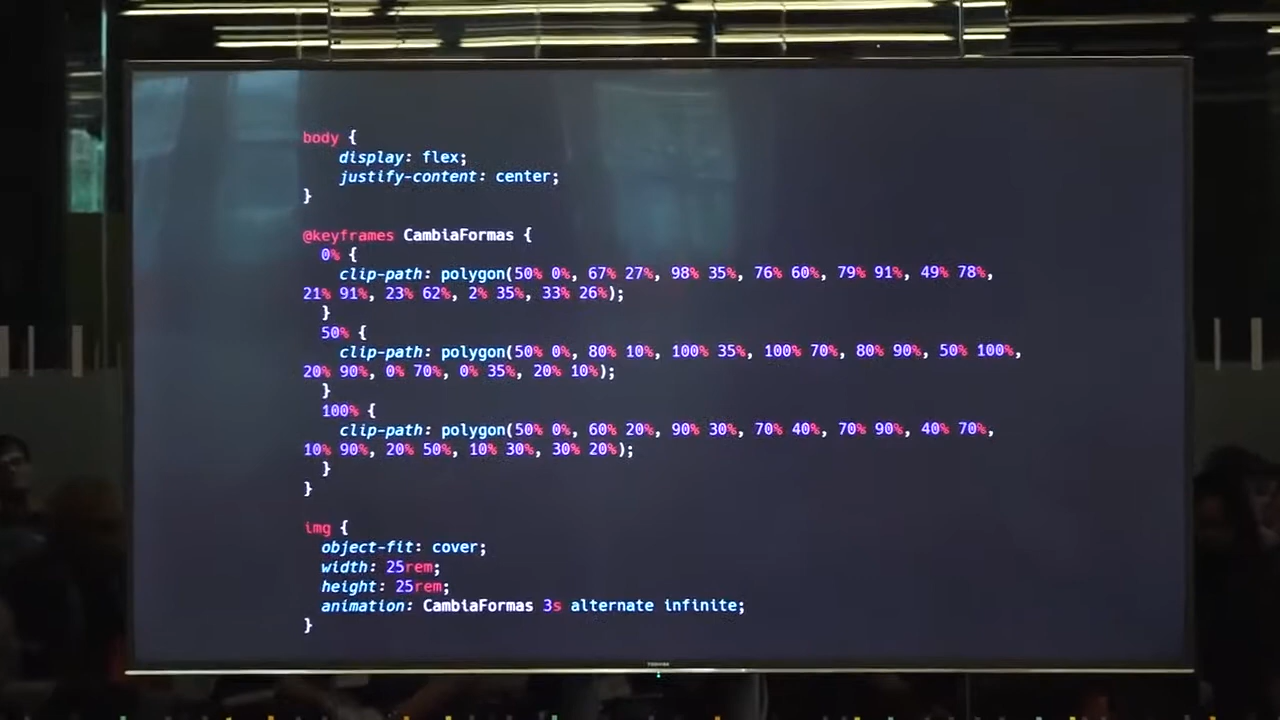 body {
display: flex;
justify-content: center;
}
@keyframes CambiaFormas {
0% {
clip-path: polygon(50% 0%, 67% 27%, 98% 35%, 76% 60%, 79% 91%, 49% 78%,
21% 91%, 23% 62%, 2% 35%, 33% 26%);
}
50% {
clip-path: polygon(50% 0%, 80% 10%, 100% 35%, 100% 70%, 80% 90%, 50% 100%,
20% 90%, 0% 70%, 0% 35%, 20% 10%);
}
100% {
clip-path: polygon(50% 0%, 60% 20%, 90% 30%, 70% 40%, 70% 90%, 40% 70%,
10% 90%, 20% 50%, 10% 30%, 30% 20%);
}
}
img {
object-fit: cover;
width: 25rem;
height: 25rem;
animation: CambiaFormas 3s alternate infinite;
}
TOSHIBA